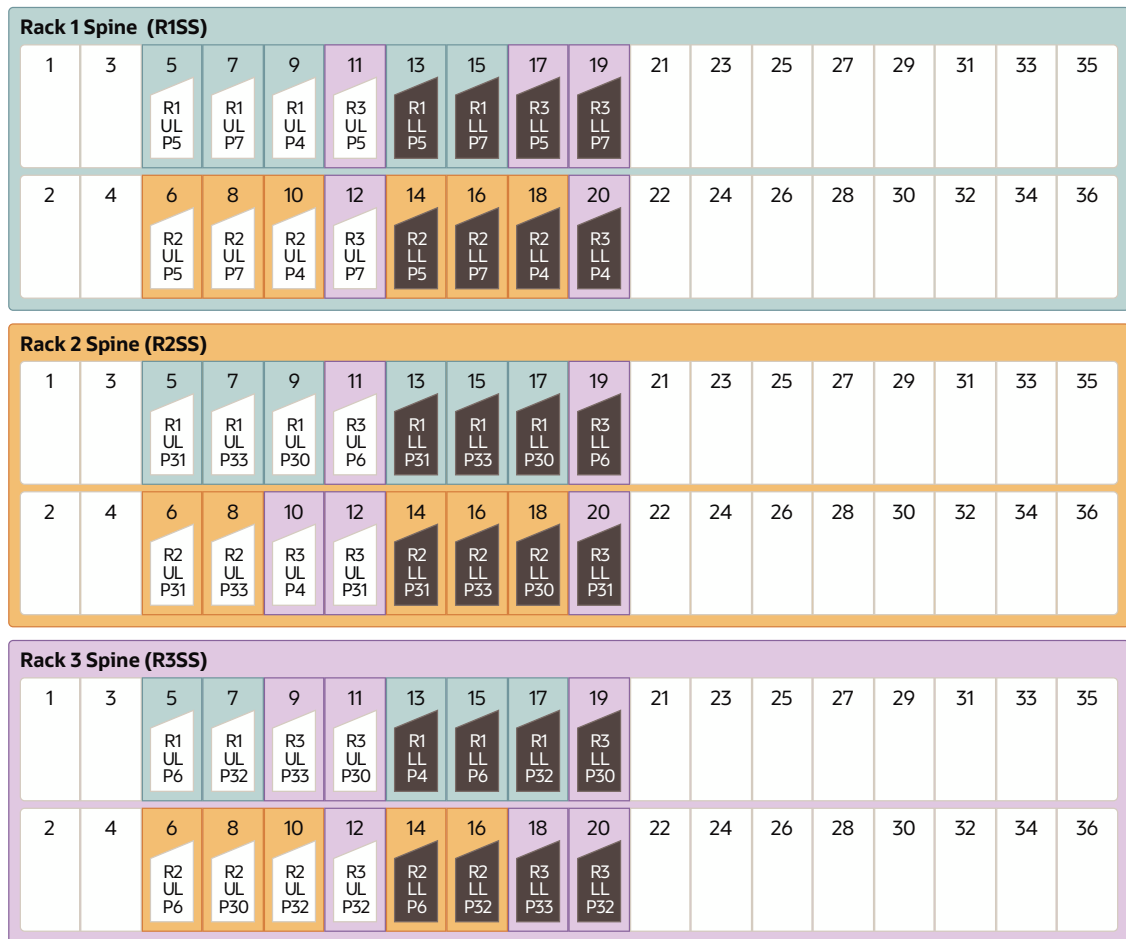 Rack 1 Spine (R1SS)
1 3 5 7 9 11 13 15 17 19 21 23 25 27 29 31 33 35
R1 R1 R1 R3 R1 R1 R3 R3
UL UL UL UL LL LL LL LL
P5 P7 P4 P5 P5 P7 P5 P7
2 4 6 8 10 12 14 16 18 20 22 24 26 28 30 32 34 36
R2 R2 R2 R3 R2 R2 R2 R3
UL UL UL UL LL LL LL LL
P5 P7 P4 P7 P5 P7 P4 P4
Rack 2 Spine (R2SS)
1 3 5 7 9 11 13 15 17 19 21 23 25 27 29 31 33 35
R1 R1 R1 R3 R1 R1 R1 R3
UL UL UL UL LL LL LL LL
P31 P33 P30 P6 P31 P33 P30 P6
2 4 6 8 10 12 14 16 18 20 22 24 26 28 30 32 34 36
R2 R2 R3 R3 R2 R2 R2 R3
UL UL UL UL LL LL LL LL
P31 P33 P4 P31 P31 P33 P30 P31
Rack 3 Spine (R3SS)
1 3 5 7 9 11 13 15 17 19 21 23 25 27 29 31 33 35
R1 R1 R3 R3 R1 R1 R1 R3
UL UL UL UL LL LL LL LL
P6 P32 P33 P30 P4 P6 P32 P30
2 4 6 8 10 12 14 16 18 20 22 24 26 28 30 32 34 36
R2 R2 R2 R3 R2 R2 R3 R3
UL UL UL UL LL LL LL LL
P6 P30 P32 P32 P6 P32 P33 P32